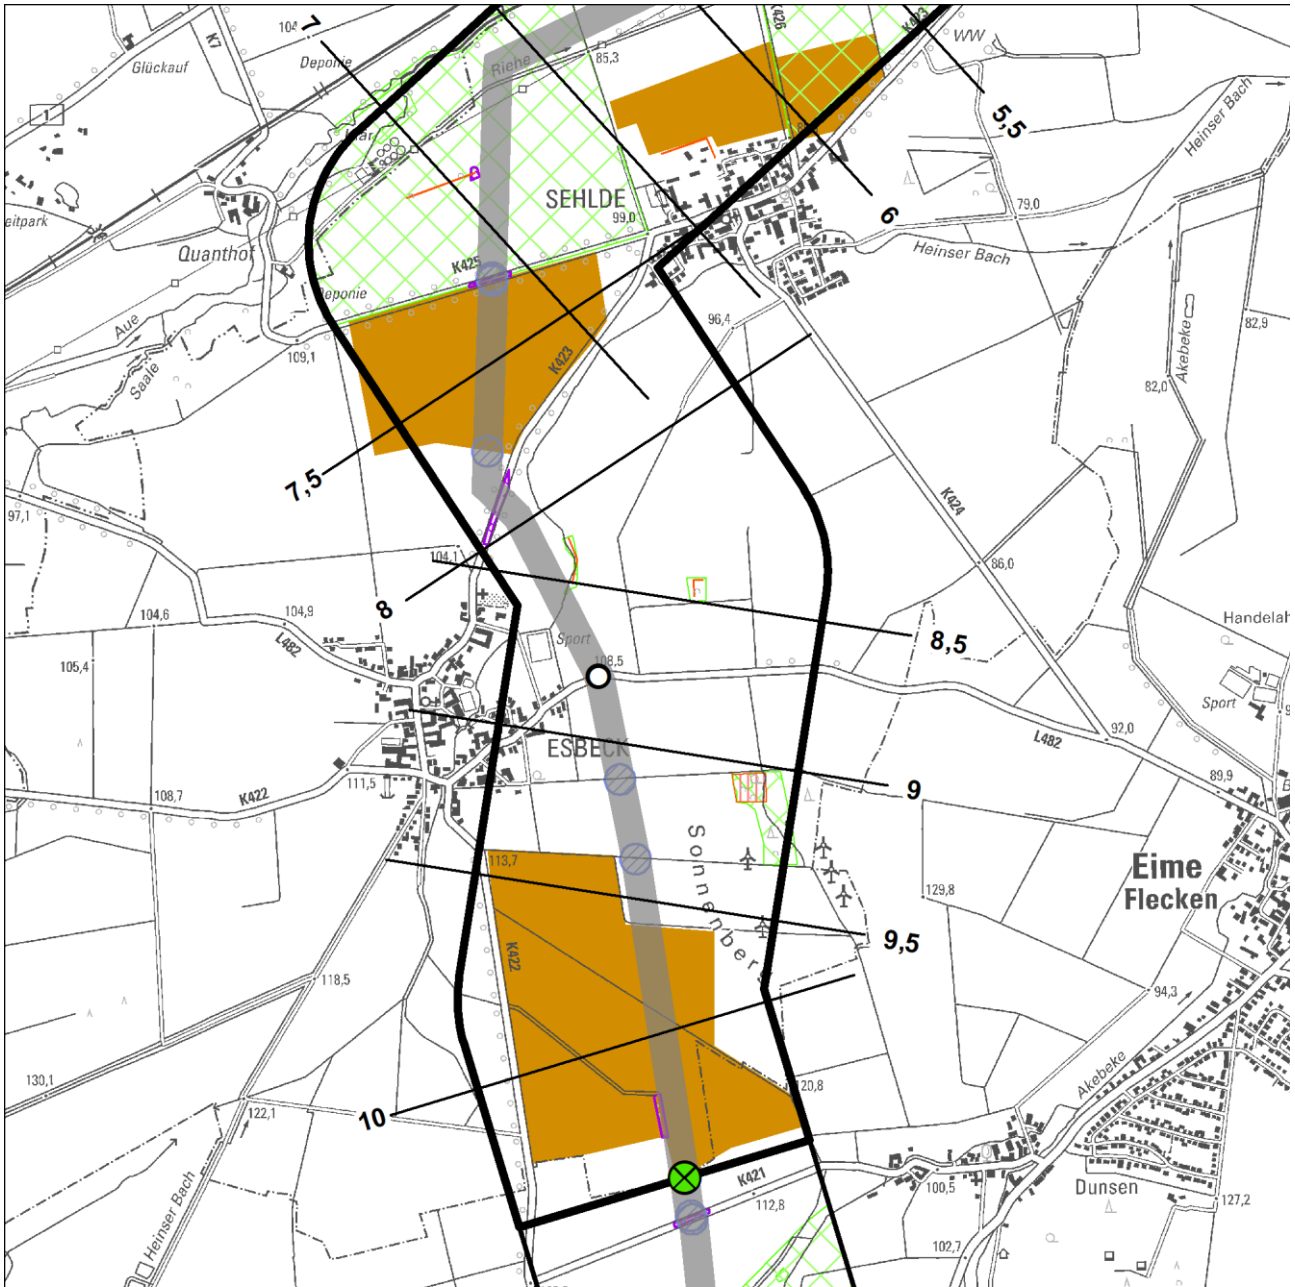 104,
7
K7
Glückauf
Deponie
Riehe
85,3
K426
K423
WW
5,5
Heinser Bach
1
SEHLDE
99,0
6
79,0
eitpark
Quanthof
K425
Heinser Bach
Deponie
Aue
109,1
96,4
82,9
Akebeke
Saale
K423
82,0
7,5
97,1
K424
104,1
86,0
8
104,6
104,9
L482
Sport
8,5
Handelah
105,4
108,5
Sport
ESBECK
L482
92,0
111,5
9
89,9
108,7
K422
Sonnenber
113,7
Eime
Flecken
129,8
9,5
K422
118,5
94,3
130,1
122,1
10
120,8
Akebeke
K421
100,5
Dunsen
112,8
127,2
Heinser Bach
102,7